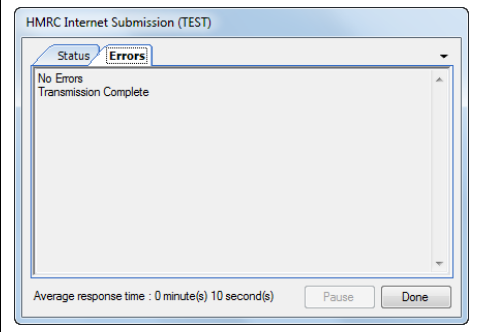 HMRC Internet Submission (TEST)
Status Errors
No Errors
Transmission Complete
Average response time : 0 minute(s) 10 second(s) Pause Done